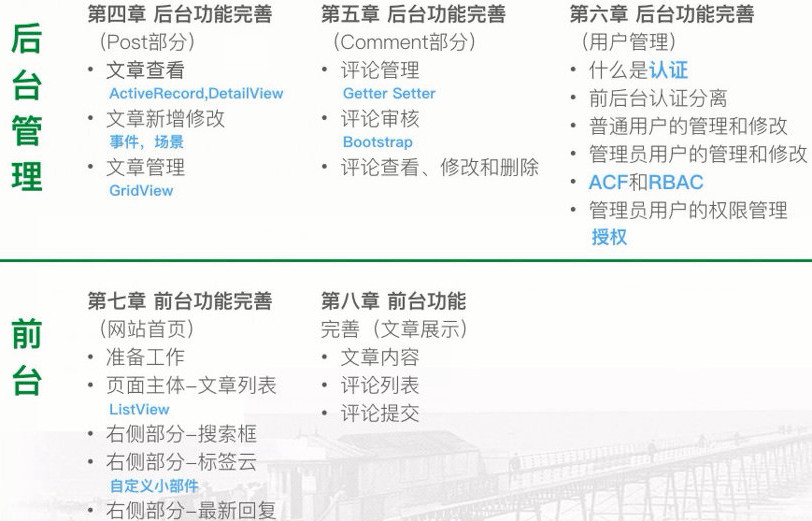 后台管理
第四章 后台功能完善
（Post部分）
• 文章查看
ActiveRecord,DetailView
• 文章新增修改
事件，场景
• 文章管理
GridView
第五章 后台功能完善
（Comment部分）
• 评论管理
Getter Setter
• 评论审核
Bootstrap
• 评论查看、修改和删除
第六章 后台功能完善
（用户管理）
• 什么是认证
• 前后台认证分离
• 普通用户的管理和修改
• 管理员用户的管理和修改
• ACF和RBAC
• 管理员用户的权限管理
授权
前台
第七章 前台功能完善
（网站首页）
• 准备工作
• 页面主体–文章列表
ListView
• 右侧部分–搜索框
• 右侧部分–标签云
自定义小部件
• 右侧部分–最新回复
第八章 前台功能
完善（文章展示）
• 文章内容
• 评论列表
• 评论提交